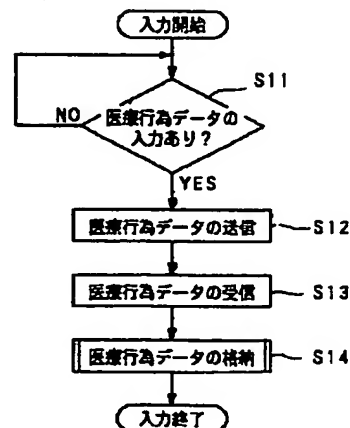 入力開始
S11
医療行為データの
入力あり?
NO
YES
医療行為データの送信
S12
医療行為データの受信
S13
医療行為データの格納
S14
入力終了